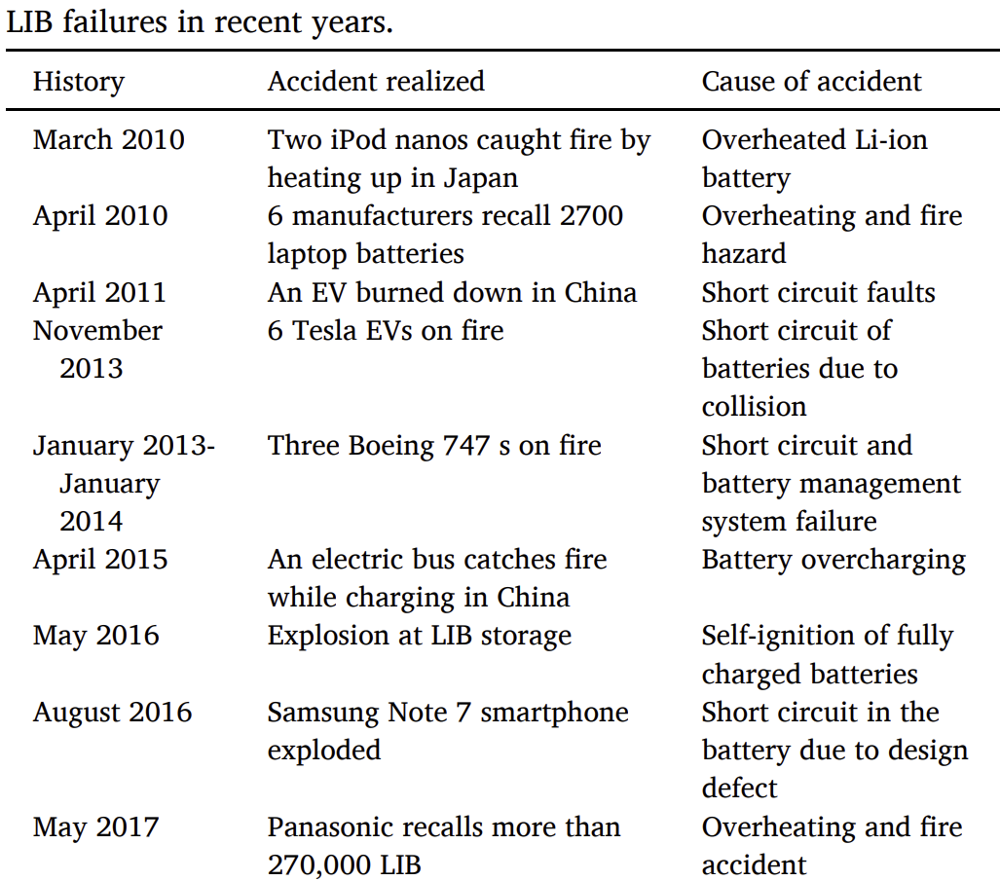 LIB failures in recent years.
History Accident realized Cause of accident
March 2010 Two iPod nanos caught fire by Overheated Li-ion
heating up in Japan battery
April 2010 6 manufacturers recall 2700 Overheating and fire
laptop batteries hazard
April 2011 An EV burned down in China Short circuit faults
November 6 Tesla EVs on fire Short circuit of
2013 batteries due to
collision
January 2013- Three Boeing 747 s on fire Short circuit and
January battery management
2014 system failure
April 2015 An electric bus catches fire Battery overcharging
while charging in China
May 2016 Explosion at LIB storage Self-ignition of fully
charged batteries
August 2016 Samsung Note 7 smartphone Short circuit in the
exploded battery due to design
defect
May 2017 Panasonic recalls more than Overheating and fire
270,000 LIB accident